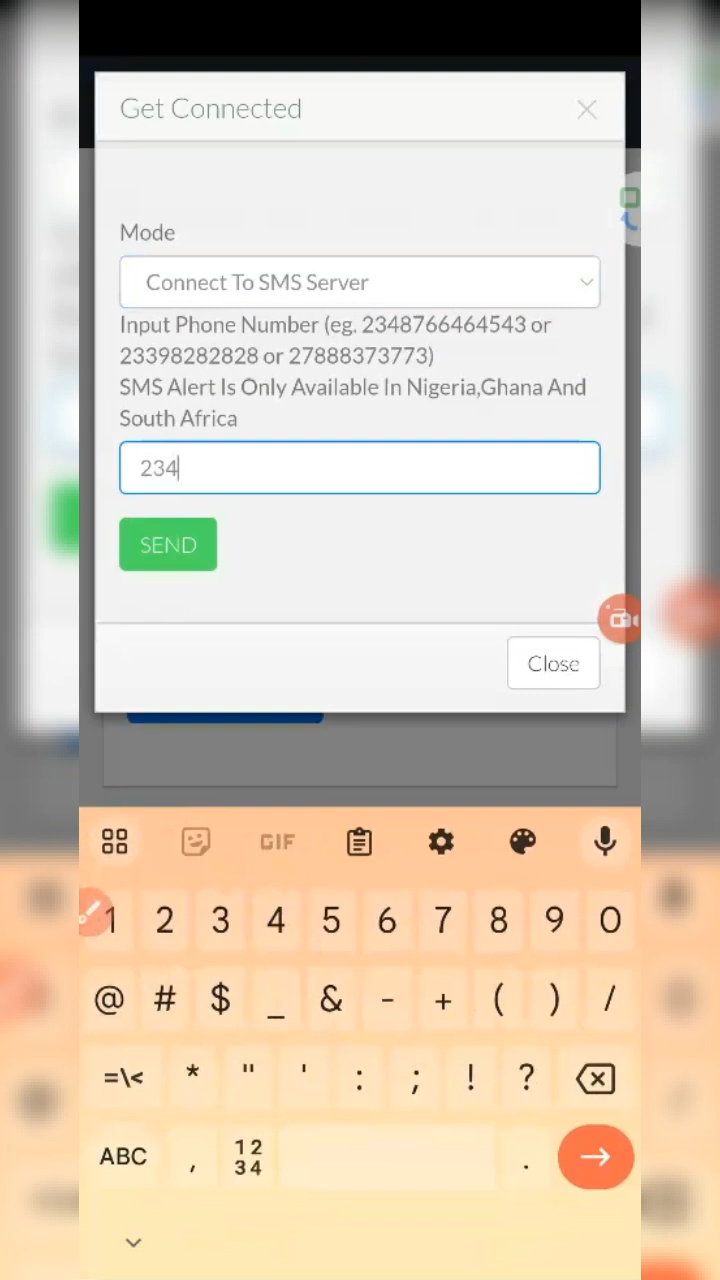 Get Connected
Mode
Connect To SMS Server
Input Phone Number (eg. 2348766464543 or
23398282828 or 27888373773)
SMS Alert Is Only Available In Nigeria,Ghana And
South Africa
234
SEND
Close
GIF
1 2 3 4 5 6 7 8 9 0
@ # $ _ & - + ( ) /
=\< * " ' : ; ! ?
ABC , 12 34 .